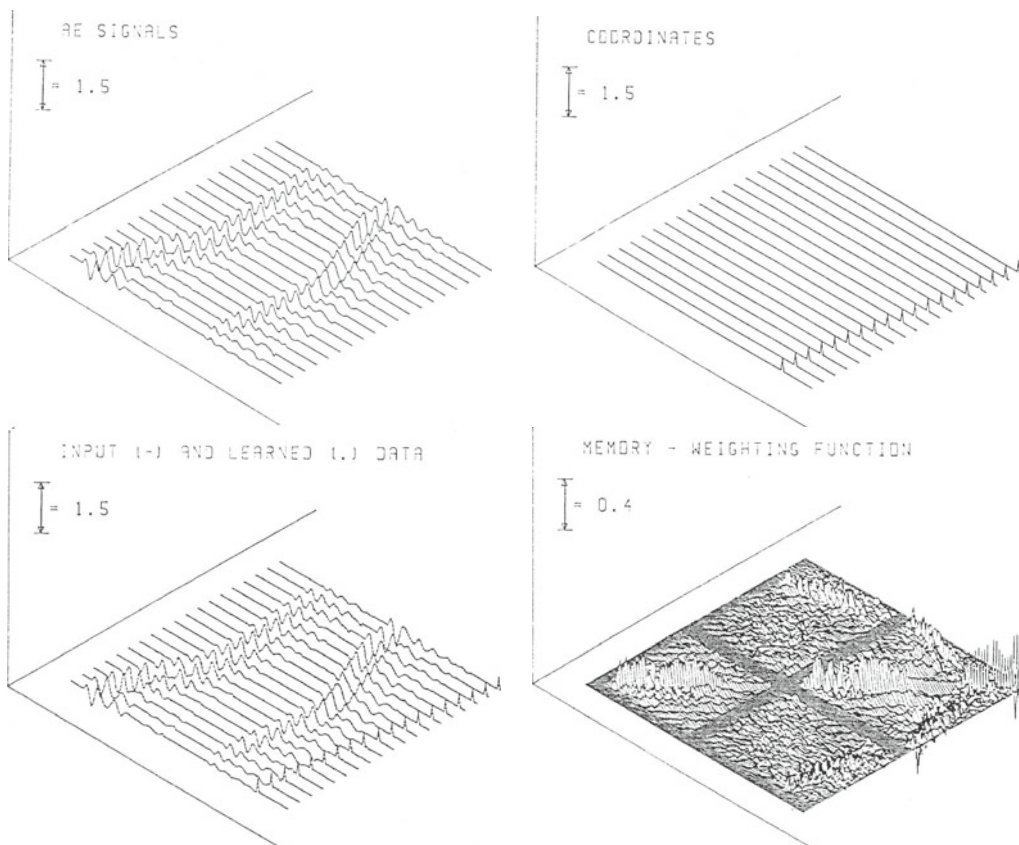 AE SIGNALS
= 1.5
COORDINATES
= 1.5
INPUT (-) AND LEARNED (.) DATA
= 1.5
MEMORY - WEIGHTING FUNCTION
= 0.4